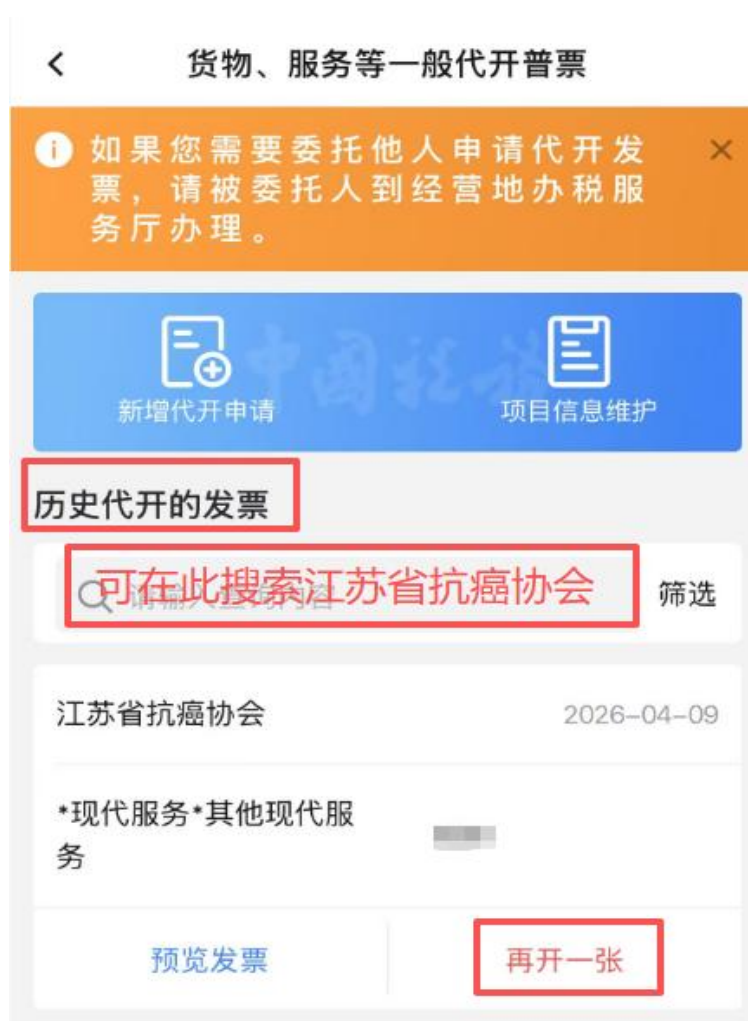 货物、服务等一般代开普票
如果您需要委托他人申请代开发
票，请被委托人到经营地办税服
务厅办理。
中国税务
新增代开申请
项目信息维护
历史代开的发票
可在此搜索江苏省抗癌协会
筛选
江苏省抗癌协会
2026-04-09
*现代服务*其他现代服
务
预览发票
再开一张